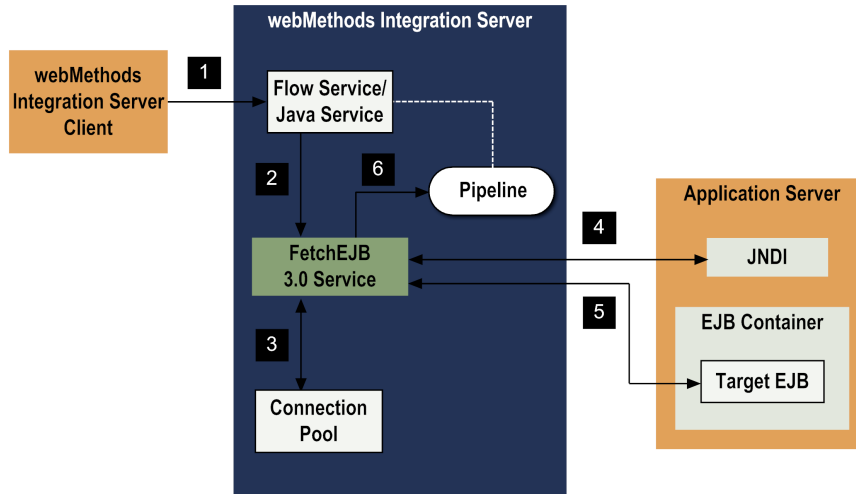 webMethods Integration Server
webMethods
Integration Server
Client
1
Flow Service/
Java Service
2
6
Pipeline
FetchEJB
3.0 Service
3
Connection
Pool
4
5
Application Server
JNDI
EJB Container
Target EJB